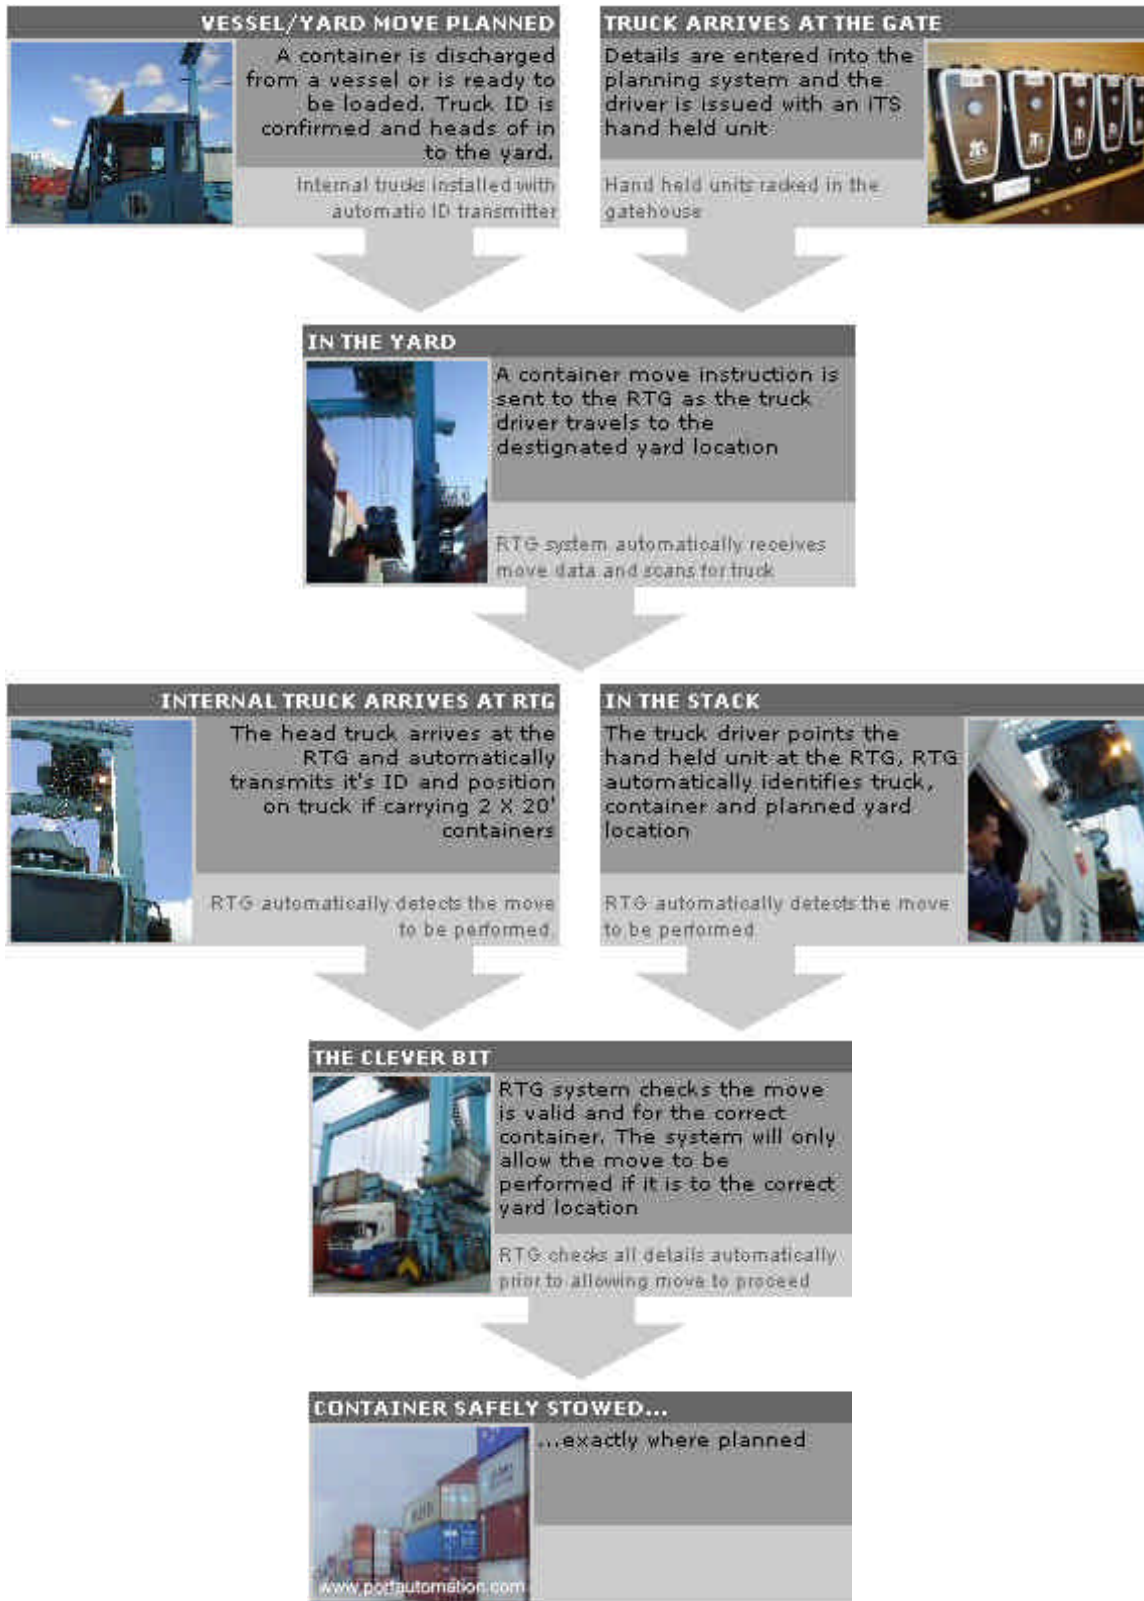 VESSEL/YARD MOVE PLANNED
A container is discharged
from a vessel or is ready to
be loaded. Truck ID is
confirmed and heads of in
to the yard.
Internal trucks installed with
automatic ID transmitter
TRUCK ARRIVES AT THE GATE
Details are entered into the
planning system and the
driver is issued with an iTS
hand held unit
Hand held units racked in the
gatehouse
IN THE YARD
A container move instruction is
sent to the RTG as the truck
driver travels to the
destignated yard location
RTG system automatically receives
move data and scans for truck
INTERNAL TRUCK ARRIVES AT RTG
The head truck arrives at the
RTG and automatically
transmits it's ID and position
on truck if carrying 2 X 20'
containers
RTG automatically detects the move
to be performed.
IN THE STACK
The truck driver points the
hand held unit at the RTG, RTG
automatically identifies truck,
container and planned yard
location
RTG automatically detects the move
to be performed
THE CLEVER BIT
RTG system checks the move
is valid and for the correct
container. The system will only
allow the move to be
performed if it is to the correct
yard location
RTG checks all details automatically
prior to allowing move to proceed
CONTAINER SAFELY STOWED...
...exactly where planned
www.portautomation.com